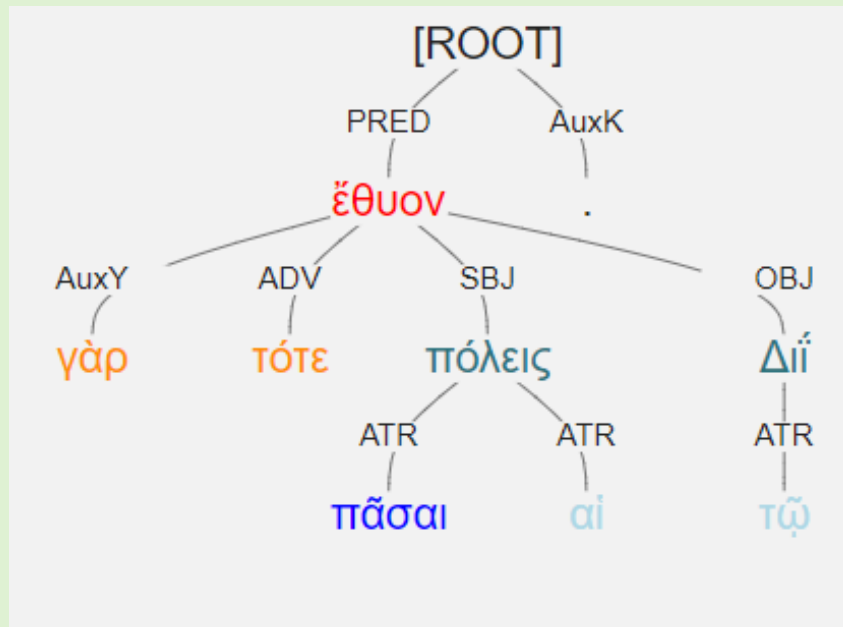 [ROOT]
PRED AuxK
ἔθυον .
AuxY ADV SBJ OBJ
γὰρ τότε πόλεις Διΐ
ATR ATR ATR
πᾶσαι αἱ τῷ